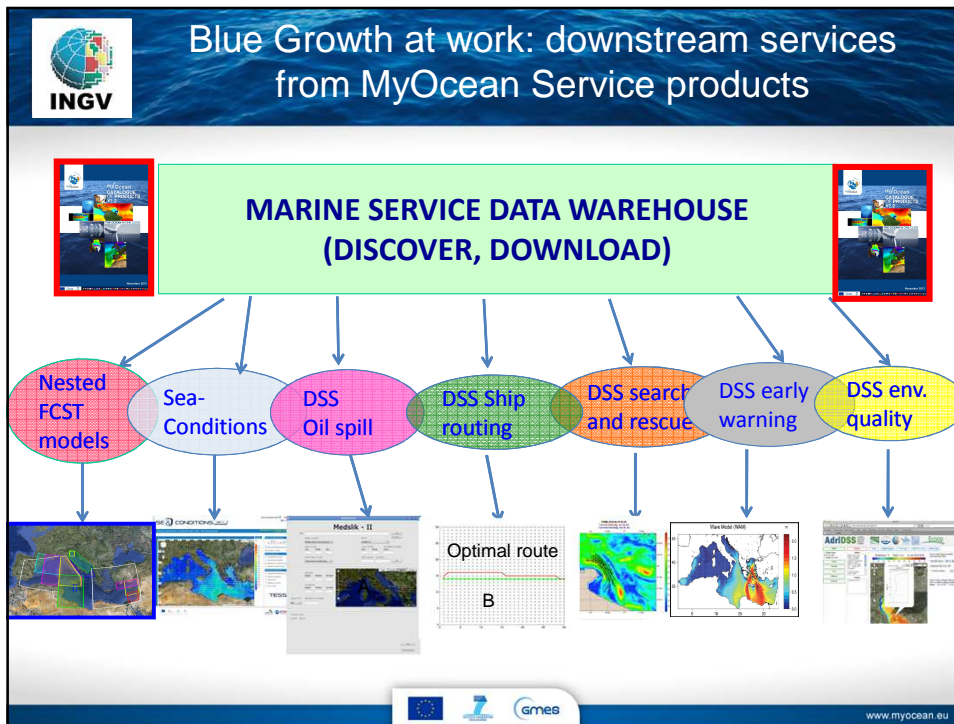 INGV
Blue Growth at work: downstream services
from MyOcean Service products
MARINE SERVICE DATA WAREHOUSE
(DISCOVER, DOWNLOAD)
Nested
FCST
models
Sea-
Conditions
DSS
Oil spill
DSS Ship
routing
DSS search
and rescue
DSS early
warning
DSS env.
quality
Medslik - II
Optimal route
B
Wave Model (WAM)
AdriDSS
TESS
GMES
www.myocean.eu